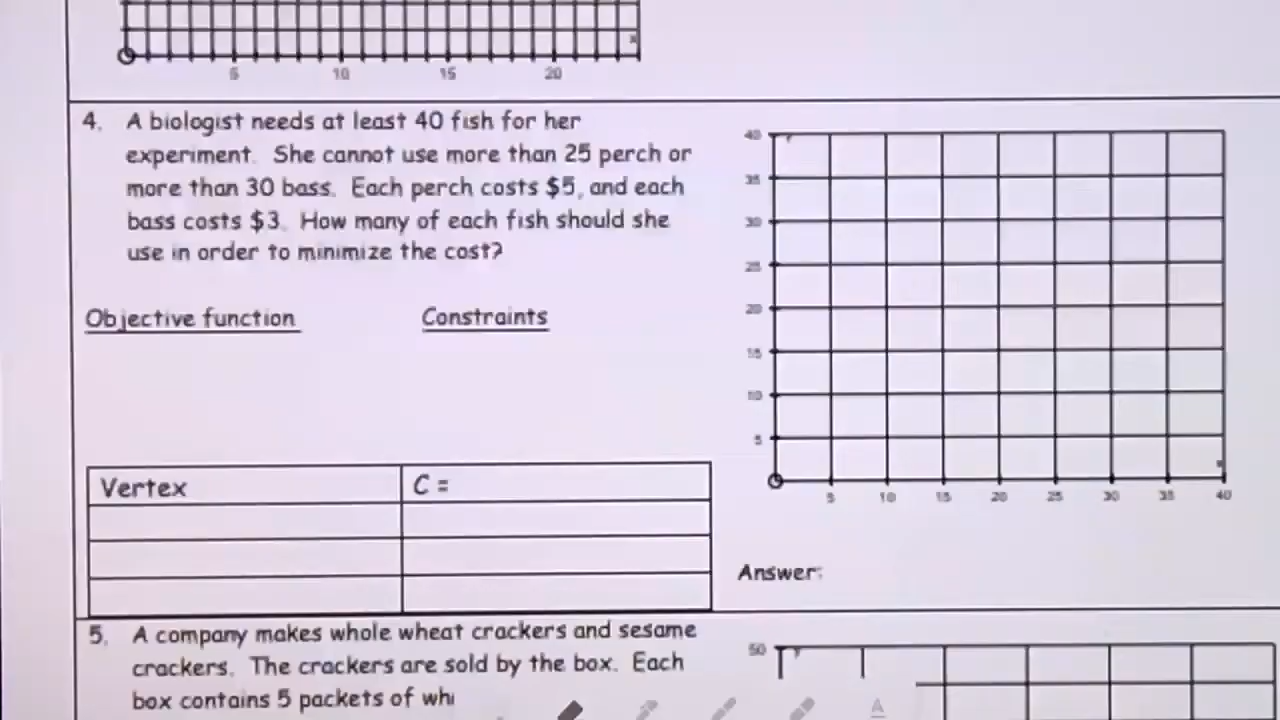 5 10 15 20
4. A biologist needs at least 40 fish for her
experiment. She cannot use more than 25 perch or
more than 30 bass. Each perch costs $5, and each
bass costs $3. How many of each fish should she
use in order to minimize the cost?
Objective function Constraints
Vertex C =
40
35
30
25
20
15
10
5
5 10 15 20 25 30 35 40
Answer:
5. A company makes whole wheat crackers and sesame
crackers. The crackers are sold by the box. Each
box contains 5 packets of
50
A